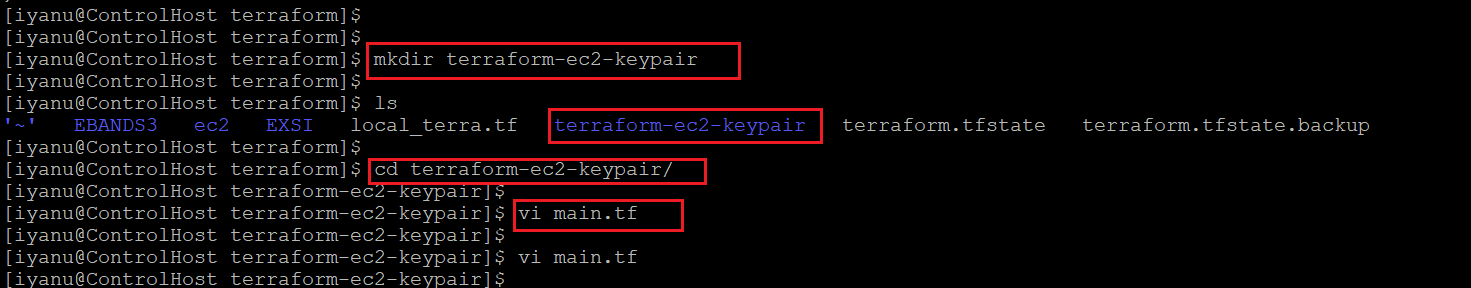 [iyanu@ControlHost terraform]$
[iyanu@ControlHost terraform]$
[iyanu@ControlHost terraform]$ mkdir terraform-ec2-keypair
[iyanu@ControlHost terraform]$
[iyanu@ControlHost terraform]$ ls
'~' EBANDS3 ec2 EXSI local_terra.tf terraform-ec2-keypair terraform.tfstate terraform.tfstate.backup
[iyanu@ControlHost terraform]$
[iyanu@ControlHost terraform]$ cd terraform-ec2-keypair/
[iyanu@ControlHost terraform-ec2-keypair]$
[iyanu@ControlHost terraform-ec2-keypair]$ vi main.tf
[iyanu@ControlHost terraform-ec2-keypair]$
[iyanu@ControlHost terraform-ec2-keypair]$ vi main.tf
[iyanu@ControlHost terraform-ec2-keypair]$